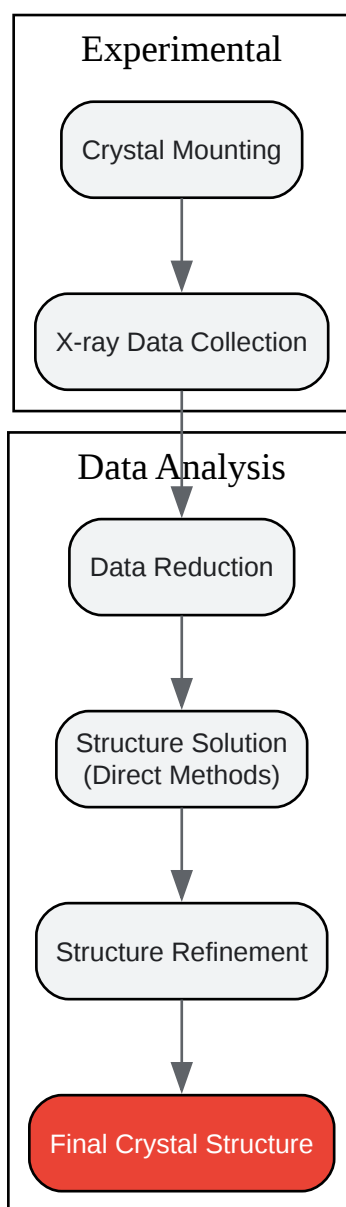 Experimental
Crystal Mounting
X-ray Data Collection
Data Analysis
Data Reduction
Structure Solution
(Direct Methods)
Structure Refinement
Final Crystal Structure